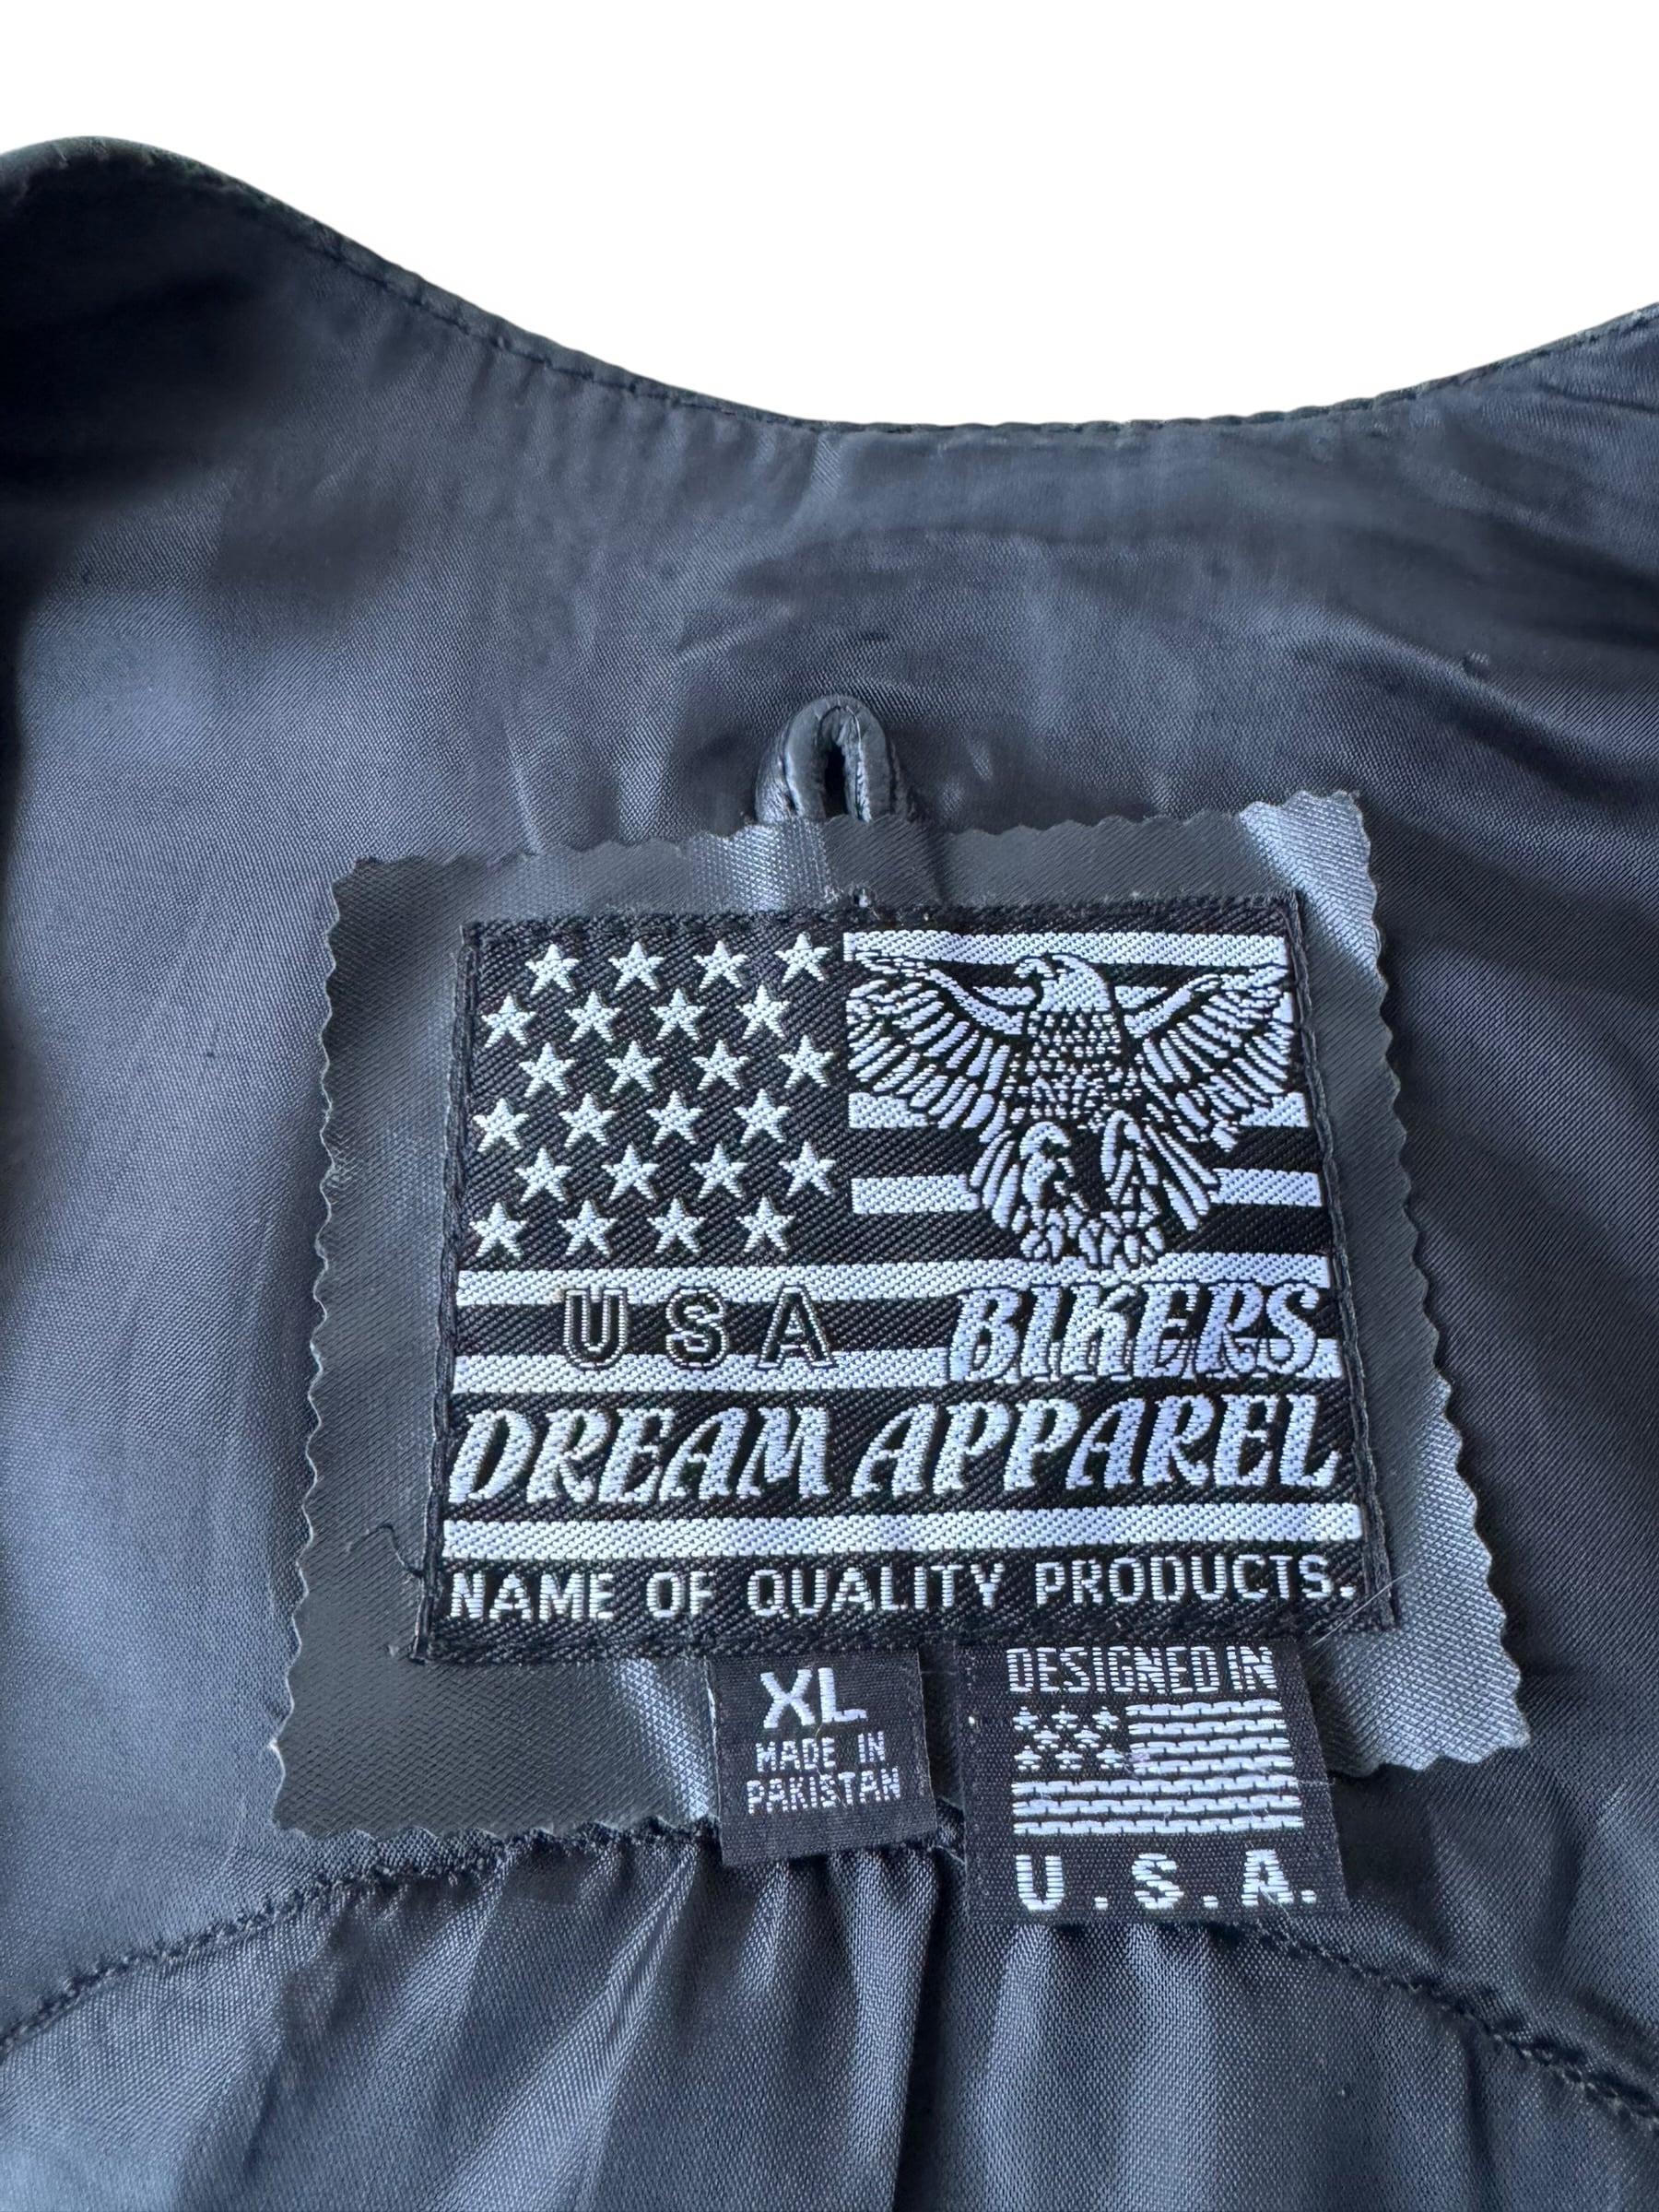 USA BIKERS
DREAM APPAREL
NAME OF QUALITY PRODUCTS.
XL
MADE IN
PAKISTAN
DESIGNED IN
U.S.A.